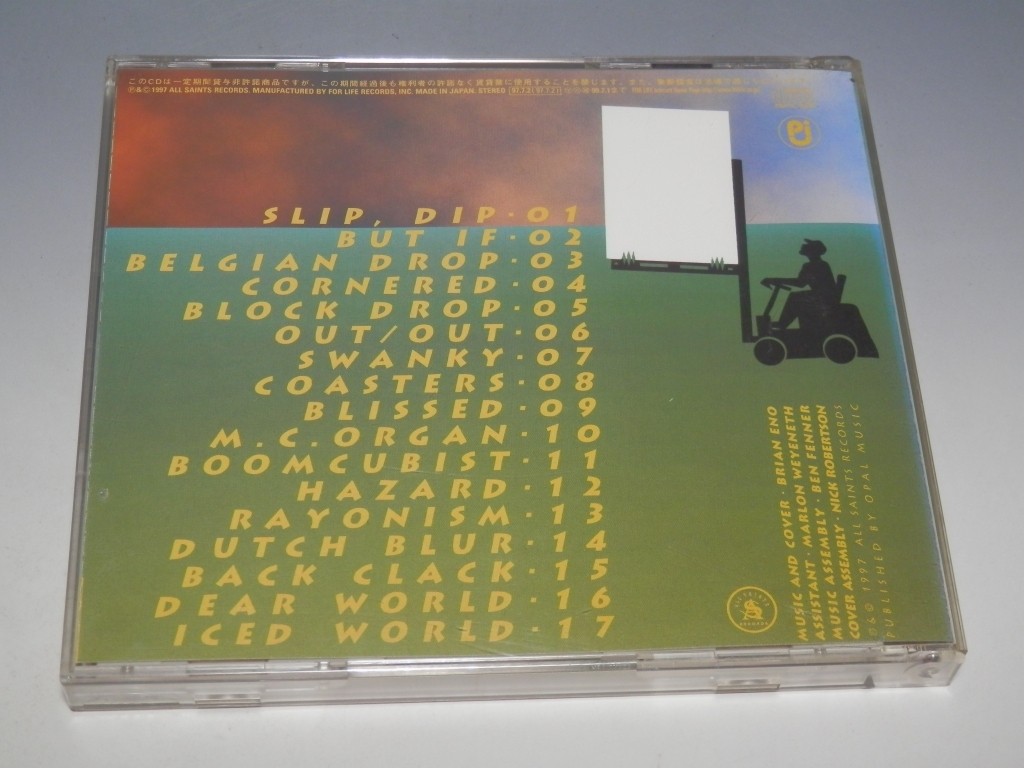 このCDは一定期間貸与非許諾商品ですが、この期間経過後も権利者の許諾なく賃貸業に使用することを禁じます。
℗&© 1997 ALL SAINTS RECORDS. MANUFACTURED BY FOR LIFE RECORDS, INC. MADE IN JAPAN. STEREO
SLIP, DIP·01
BUT IF·02
BELGIAN DROP·03
CORNERED·04
BLOCK DROP·05
OUT/OUT·06
SWANKY·07
COASTERS·08
BLISSED·09
M.C.ORGAN·10
BOOMCUBIST·11
HAZARD·12
RAYONISM·13
DUTCH BLUR·14
BACK CLACK·15
DEAR WORLD·16
ICED WORLD·17
MUSIC AND COVER · BRIAN ENO
ASSISTANT · MARLON WEYENETH
MUSIC ASSEMBLY · BEN FENNER
COVER ASSEMBLY · NICK ROBERTSON
℗ & © 1997 ALL SAINTS RECORDS
PUBLISHED BY OPAL MUSIC